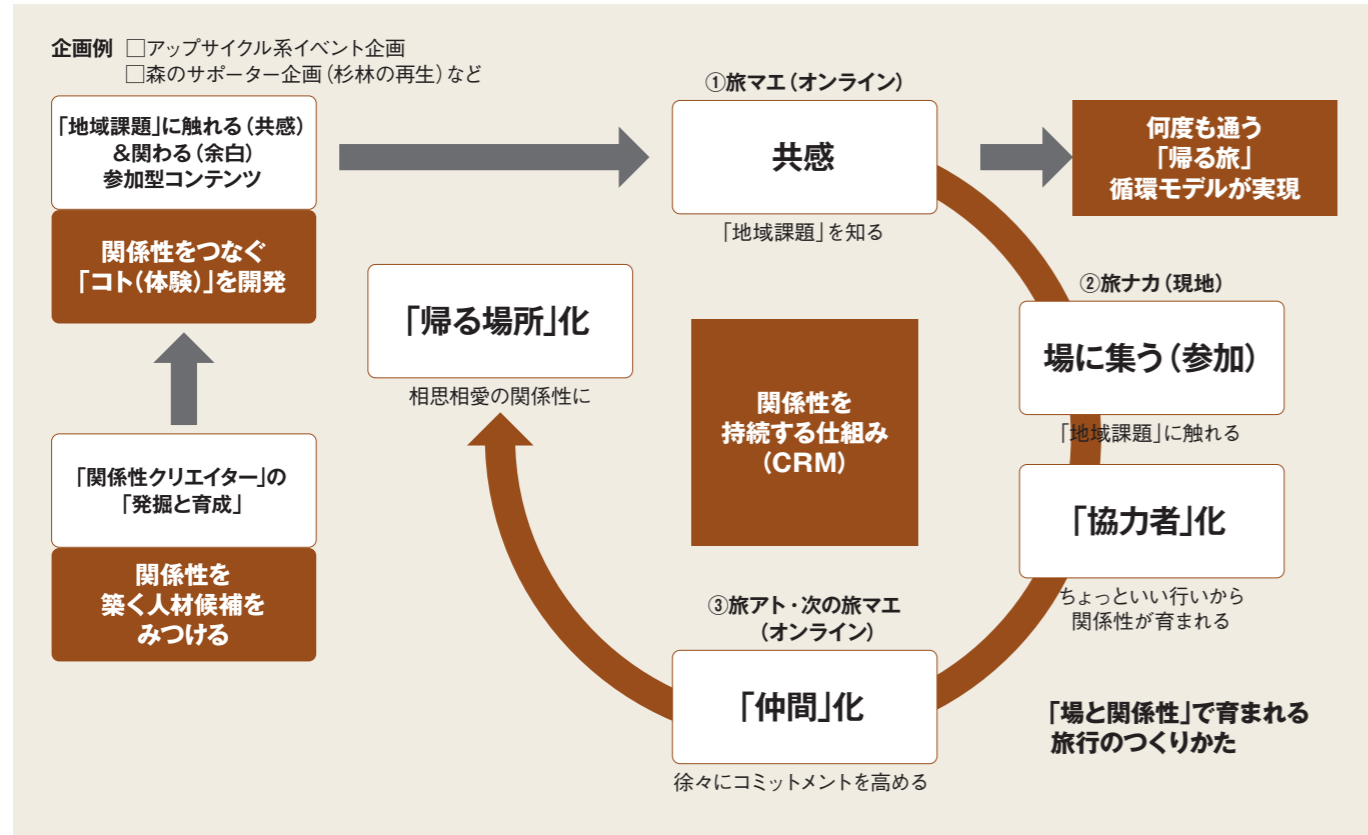 企画例 □アップサイクル系イベント企画
□森のサポーター企画（杉林の再生）など
「地域課題」に触れる（共感）
＆関わる（余白）
参加型コンテンツ
関係性をつなぐ
「コト（体験）」を開発
「関係性クリエイター」の
「発掘と育成」
関係性を
築く人材候補を
みつける
①旅マエ（オンライン）
共感
「地域課題」を知る
何度も通う
「帰る旅」
循環モデルが実現
②旅ナカ（現地）
場に集う（参加）
「地域課題」に触れる
「協力者」化
ちょっといい行いから
関係性が育まれる
③旅アト・次の旅マエ
（オンライン）
「仲間」化
徐々にコミットメントを高める
「帰る場所」化
相思相愛の関係性に
関係性を
持続する仕組み
（CRM）
「場と関係性」で育まれる
旅行のつくりかた